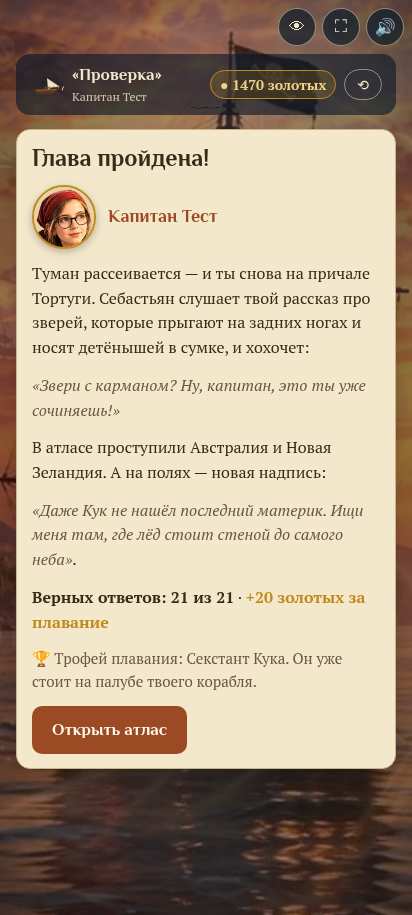 «Проверка»
Капитан Тест
● 1470 золотых
⟲
Глава пройдена!
Капитан Тест
Туман рассеивается — и ты снова на причале
Тортуги. Себастьян слушает твой рассказ про
зверей, которые прыгают на задних ногах и
носят детёнышей в сумке, и хохочет:
«Звери с карманом? Ну, капитан, это ты уже
сочиняешь!»
В атласе проступили Австралия и Новая
Зеландия. А на полях — новая надпись:
«Даже Кук не нашёл последний материк. Ищи
меня там, где лёд стоит стеной до самого
неба».
Верных ответов: 21 из 21 · +20 золотых за
плавание
🏆 Трофей плавания: Секстант Кука. Он уже
стоит на палубе твоего корабля.
Открыть атлас